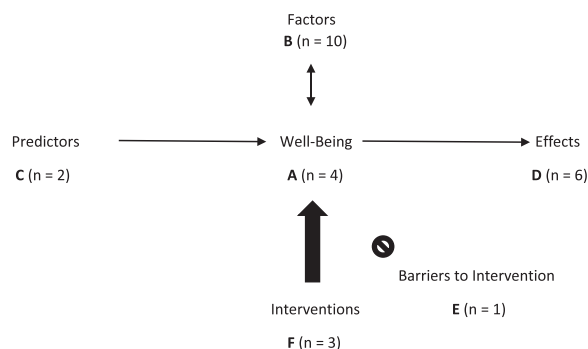 Factors
B (n = 10)
Predictors
Well-Being
Effects
C (n = 2)
A (n = 4)
D (n = 6)
Barriers to Intervention
Interventions
E (n = 1)
F (n = 3)